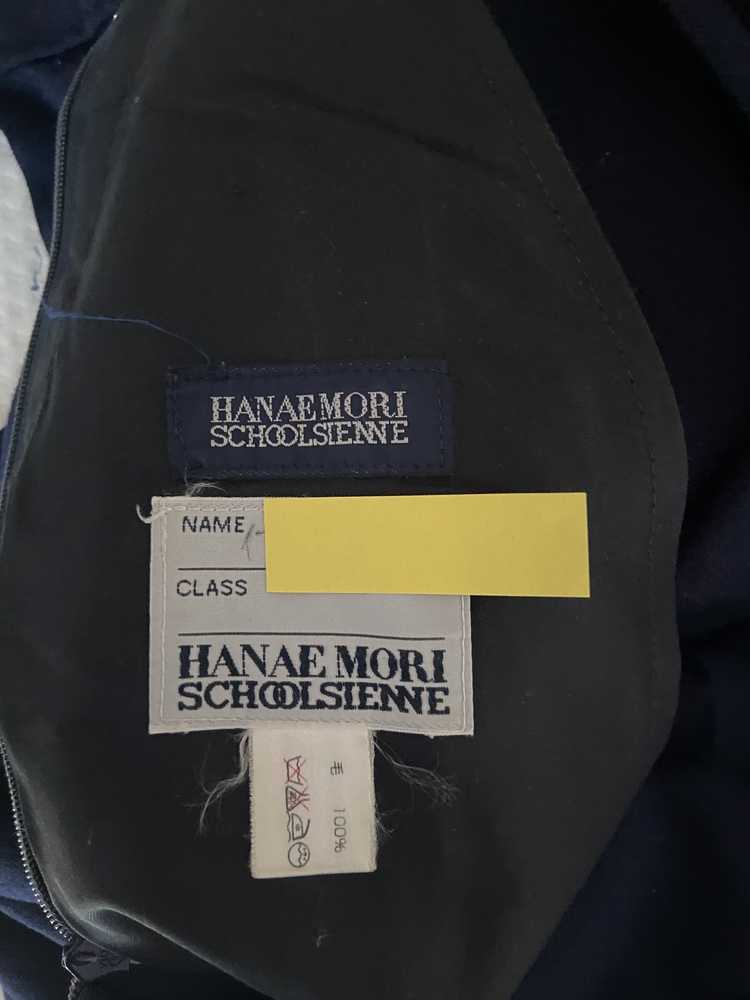 HANAE MORI
SCHOOLSIENNE
NAME
CLASS
HANAE MORI
SCHOOLSIENNE
毛 100%